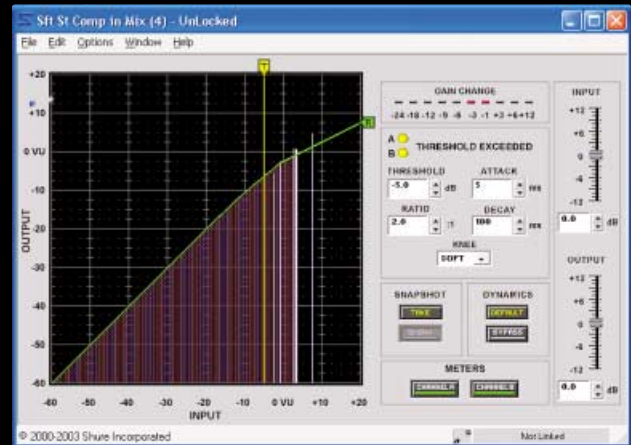 Sft St Comp in Mix (4) - UnLocked
File Edit Options Window Help
+20
+10
0 VU
-10
-20
-30
-40
-50
-60
OUTPUT
-60 -50 -40 -30 -20 -10 0 VU +10 +20
INPUT
T
R
GAIN CHANGE
-24 -18 -12 -9 -6 -3 -1 +3 +6 +12
A
B
THRESHOLD EXCEEDED
THRESHOLD ATTACK
-5.0 dB 5 ms
RATIO DECAY
2.0 :1 100 ms
KNEE
SOFT
SNAPSHOT DYNAMICS
TAKE DEFAULT
BYPASS
METERS
CHANNEL A CHANNEL B
INPUT
+12
+6
0
-6
-12
0.0 dB
OUTPUT
+12
+6
0
-6
-12
0.0 dB
© 2000-2003 Shure Incorporated
Not Linked